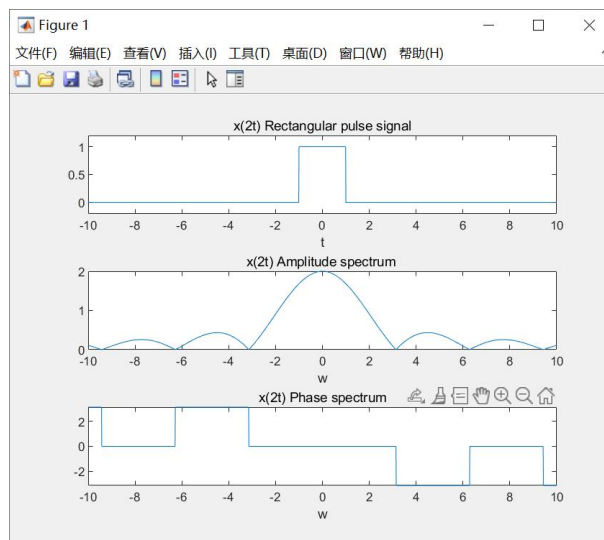 Figure 1
文件(F) 编辑(E) 查看(V) 插入(I) 工具(T) 桌面(D) 窗口(W) 帮助(H)
x(2t) Rectangular pulse signal
1
0.5
0
-10 -8 -6 -4 -2 0 2 4 6 8 10
t
x(2t) Amplitude spectrum
2
1
0
-10 -8 -6 -4 -2 0 2 4 6 8 10
w
x(2t) Phase spectrum
2
0
-2
-10 -8 -6 -4 -2 0 2 4 6 8 10
w